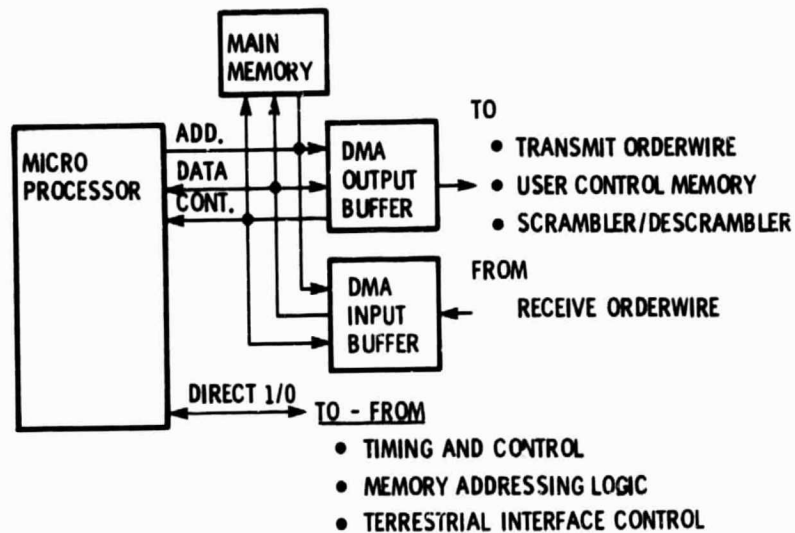 MAIN
MEMORY
MICRO
PROCESSOR
ADD.
DATA
CONT.
DMA
OUTPUT
BUFFER
TO
• TRANSMIT ORDERWIRE
• USER CONTROL MEMORY
• SCRAMBLER/DESCRAMBLER
DMA
INPUT
BUFFER
FROM
RECEIVE ORDERWIRE
DIRECT 1/0
TO - FROM
• TIMING AND CONTROL
• MEMORY ADDRESSING LOGIC
• TERRESTRIAL INTERFACE CONTROL